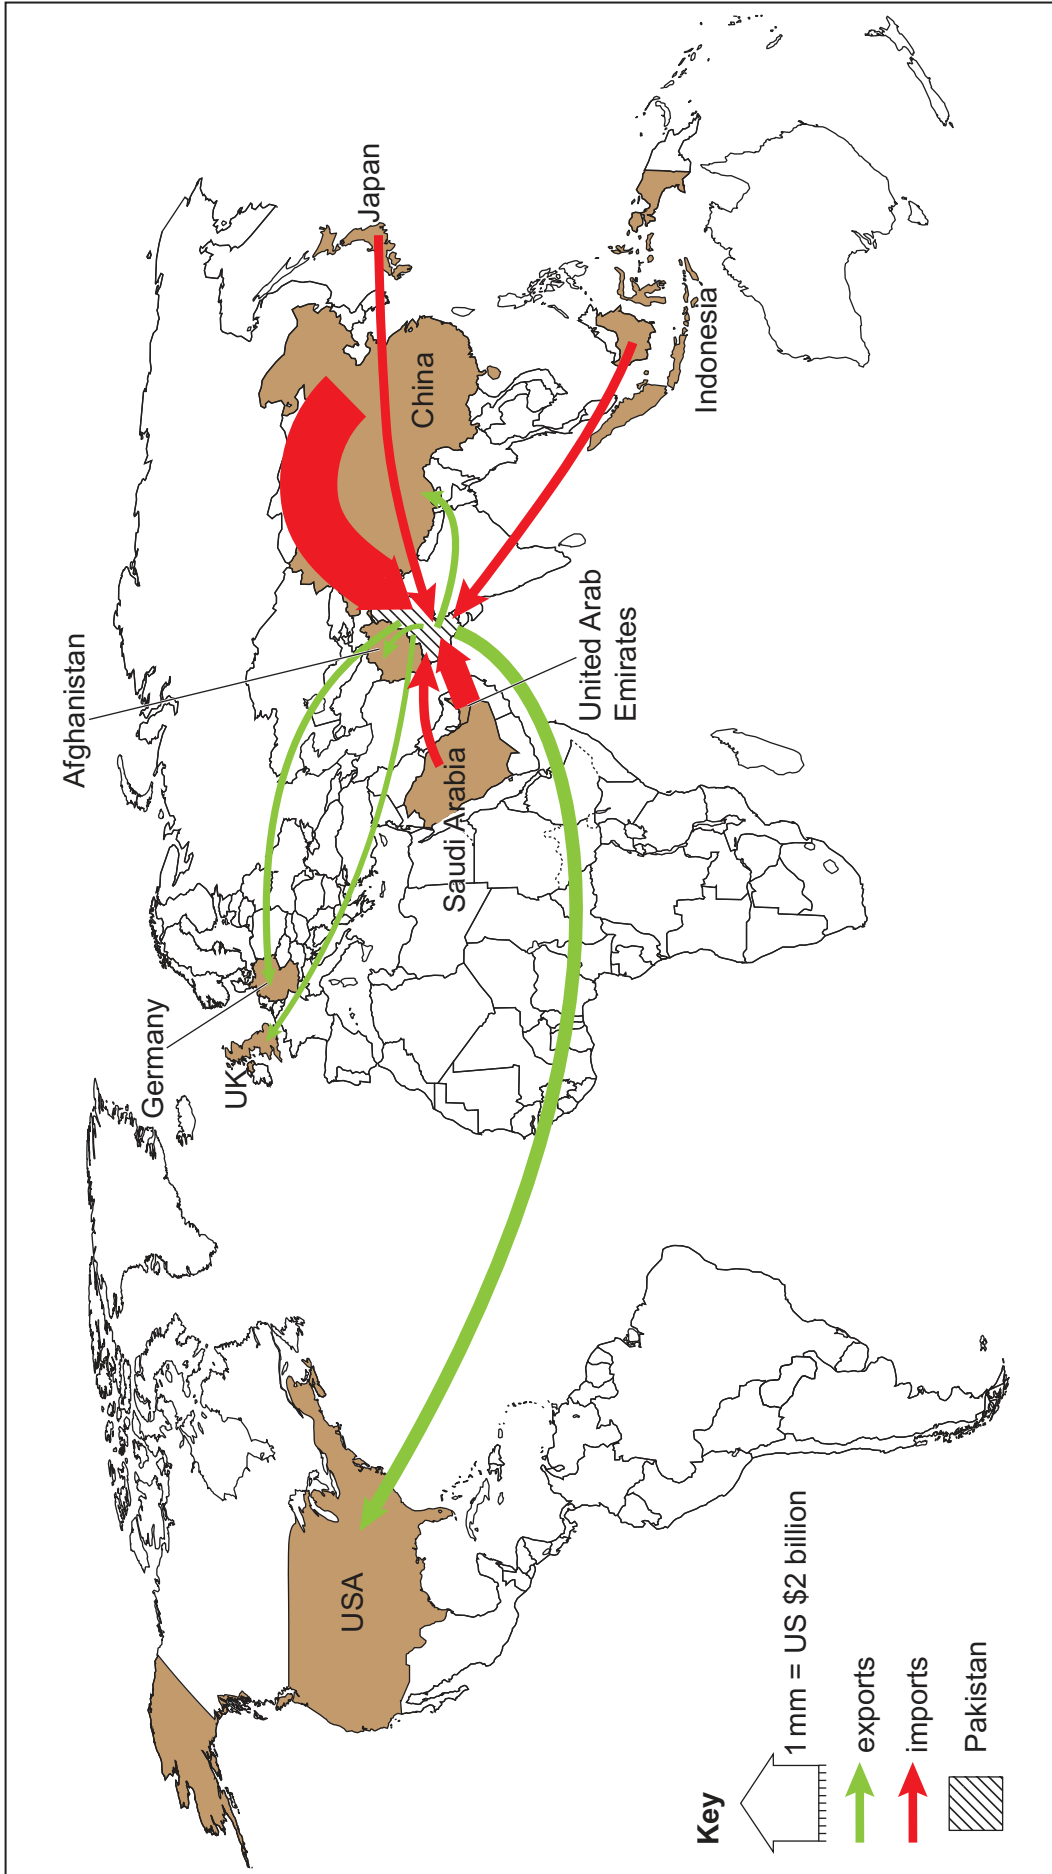 Afghanistan
Germany
UK
Japan
China
USA
Saudi Arabia
United Arab
Emirates
Indonesia
Key
1 mm = US $2 billion
exports
imports
Pakistan